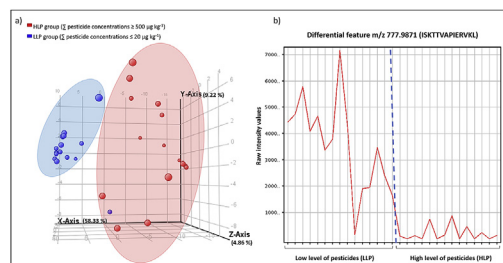 a)
HLP group (∑ pesticide concentrations ≥ 500 µg kg⁻¹)
LLP group (∑ pesticide concentrations ≤ 20 µg kg⁻¹)
Y-Axis (9.22 %)
X-Axis (58.33 %)
Z-Axis
(4.86 %)
b)
Differential feature m/z 777.9871 (ISKTTVAPIERVKL)
Raw intensity values
7000
6000
5000
4000
3000
2000
1000
0
Low level of pesticides (LLP)
High level of pesticides (HLP)